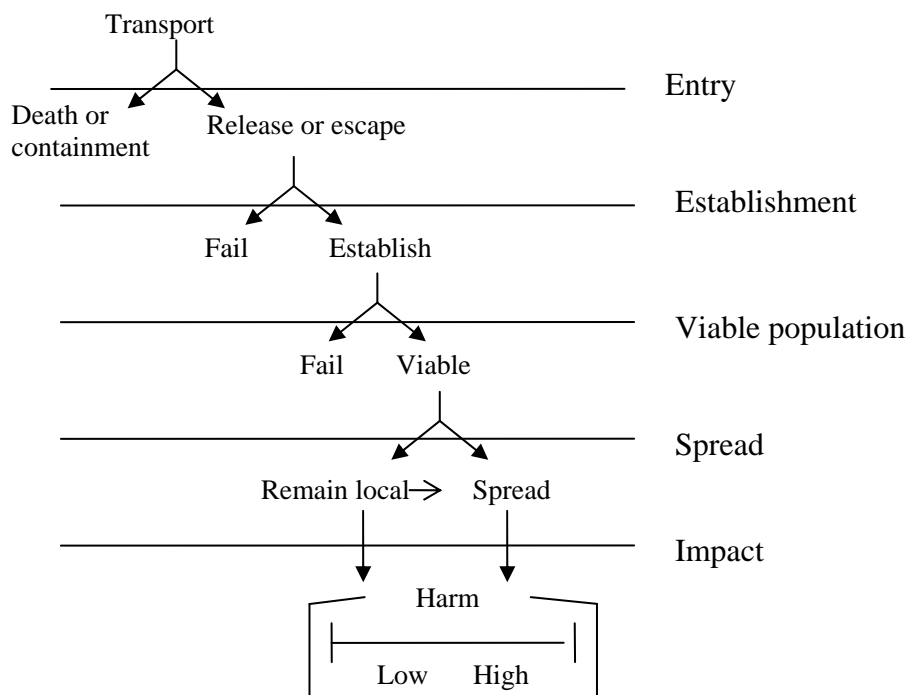 Transport
Entry
Death or
containment
Release or escape
Establishment
Fail Establish
Viable population
Fail Viable
Spread
Remain local Spread
Impact
Harm
Low High